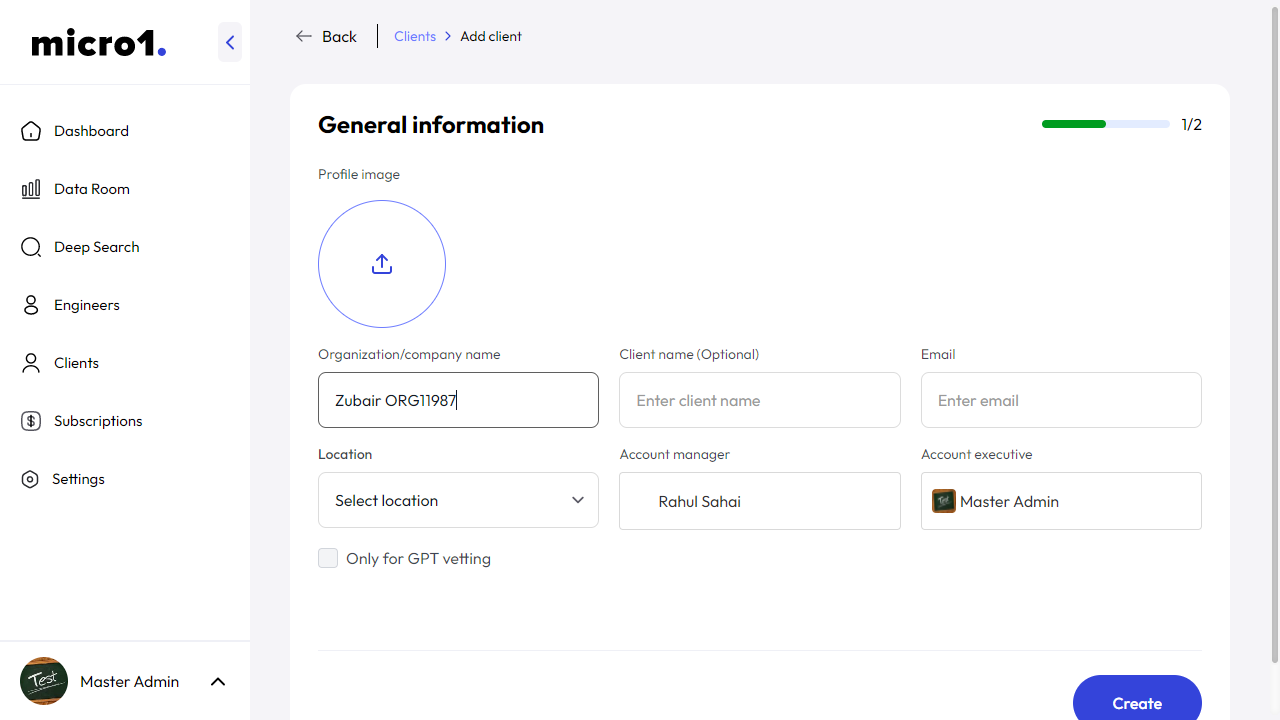 micro1.
Back
Clients
Add client
Dashboard
Data Room
Deep Search
Engineers
Clients
Subscriptions
Settings
Test
Master Admin
General information
1/2
Profile image
Organization/company name
Client name (Optional)
Email
Zubair ORG11987
Enter client name
Enter email
Location
Account manager
Account executive
Select location
Rahul Sahai
Test
Master Admin
Only for GPT vetting
Create